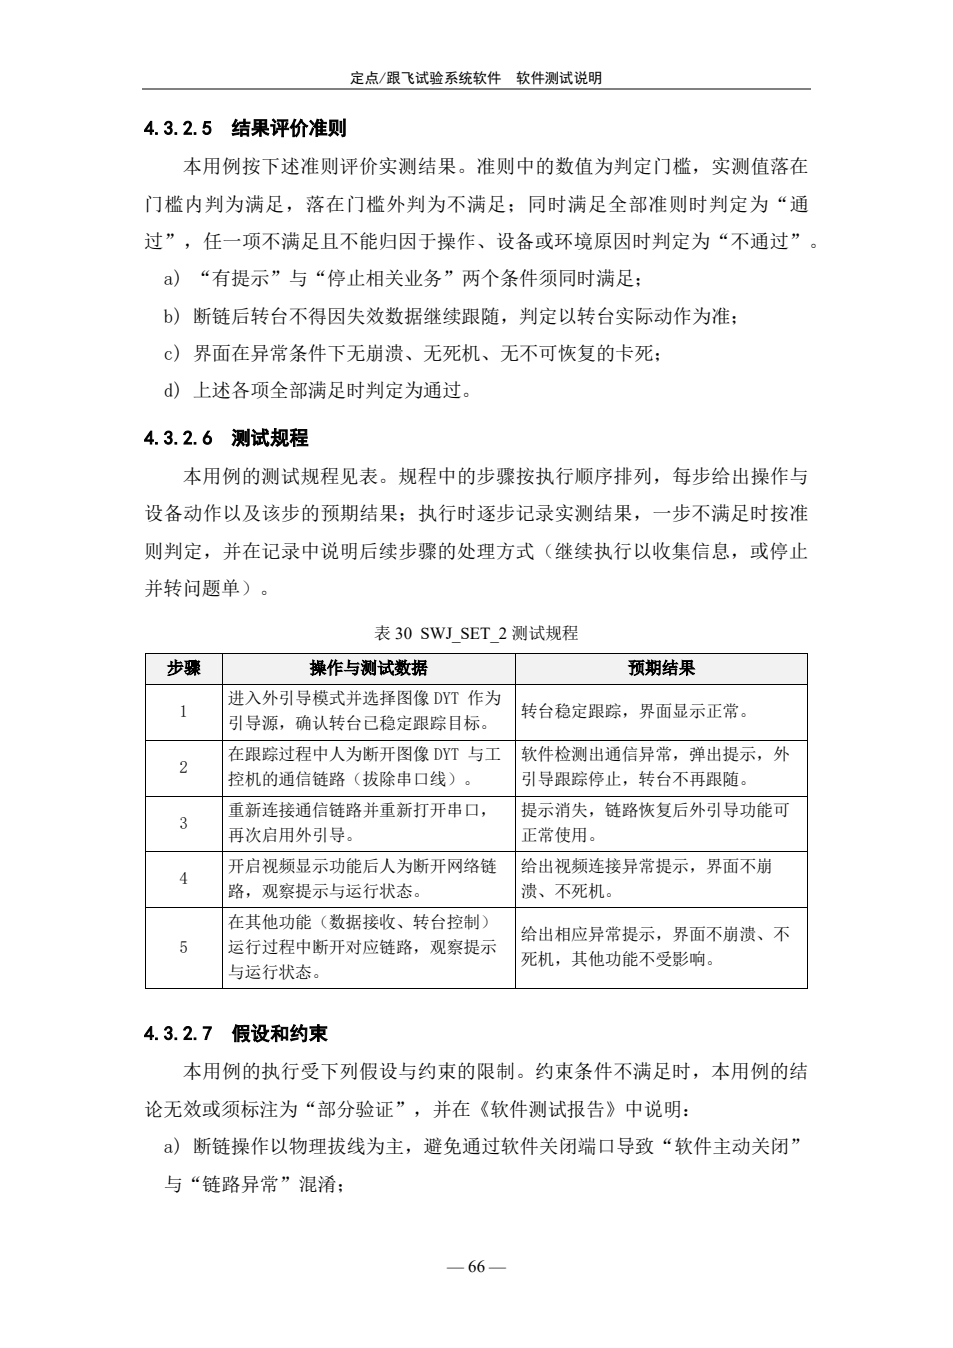 定点/跟飞试验系统软件　软件测试说明
4.3.2.5　结果评价准则
本用例按下述准则评价实测结果。准则中的数值为判定门槛，实测值落在
门槛内判为满足，落在门槛外判为不满足；同时满足全部准则时判定为“通
过”，任一项不满足且不能归因于操作、设备或环境原因时判定为“不通过”。
a) “有提示”与“停止相关业务”两个条件须同时满足；
b) 断链后转台不得因失效数据继续跟随，判定以转台实际动作为准；
c) 界面在异常条件下无崩溃、无死机、无不可恢复的卡死；
d) 上述各项全部满足时判定为通过。
4.3.2.6　测试规程
本用例的测试规程见表。规程中的步骤按执行顺序排列，每步给出操作与
设备动作以及该步的预期结果；执行时逐步记录实测结果，一步不满足时按准
则判定，并在记录中说明后续步骤的处理方式（继续执行以收集信息，或停止
并转问题单）。
表 30 SWJ_SET_2 测试规程
步骤 操作与测试数据 预期结果
1
进入外引导模式并选择图像 DYT 作为
引导源，确认转台已稳定跟踪目标。
转台稳定跟踪，界面显示正常。
2
在跟踪过程中人为断开图像 DYT 与工
控机的通信链路（拔除串口线）。
软件检测出通信异常，弹出提示，外
引导跟踪停止，转台不再跟随。
3
重新连接通信链路并重新打开串口，
再次启用外引导。
提示消失，链路恢复后外引导功能可
正常使用。
4
开启视频显示功能后人为断开网络链
路，观察提示与运行状态。
给出视频连接异常提示，界面不崩
溃、不死机。
5
在其他功能（数据接收、转台控制）
运行过程中断开对应链路，观察提示
与运行状态。
给出相应异常提示，界面不崩溃、不
死机，其他功能不受影响。
4.3.2.7　假设和约束
本用例的执行受下列假设与约束的限制。约束条件不满足时，本用例的结
论无效或须标注为“部分验证”，并在《软件测试报告》中说明：
a) 断链操作以物理拔线为主，避免通过软件关闭端口导致“软件主动关闭”
与“链路异常”混淆；
— 66 —